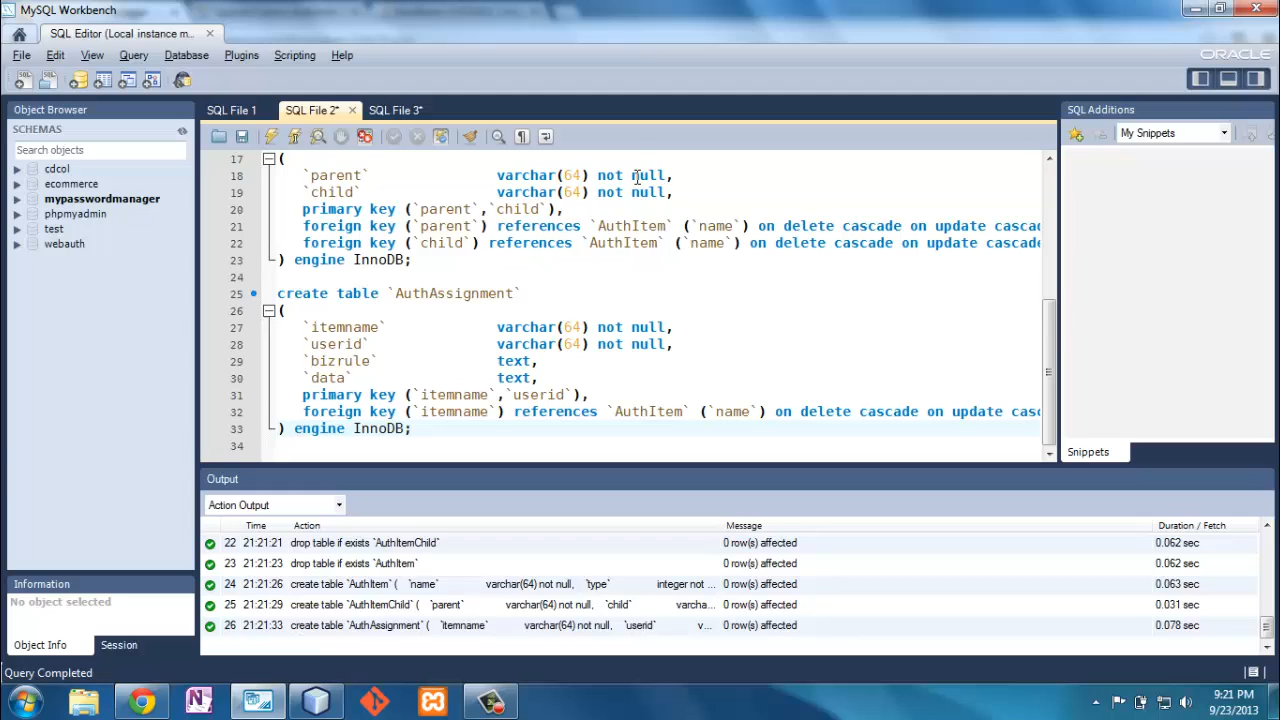 MySQL Workbench
SQL Editor (Local instance m... ×
File Edit View Query Database Plugins Scripting Help
ORACLE
Object Browser
SCHEMAS
Search objects
cdcol
ecommerce
mypasswordmanager
phpmyadmin
test
webauth
Information
No object selected
Object Info Session
SQL File 1 SQL File 2* × SQL File 3*
17 (
18 `parent` varchar(64) not null,
19 `child` varchar(64) not null,
20 primary key (`parent`,`child`),
21 foreign key (`parent`) references `AuthItem` (`name`) on delete cascade on update casca
22 foreign key (`child`) references `AuthItem` (`name`) on delete cascade on update cascade
23 ) engine InnoDB;
24
25 create table `AuthAssignment`
26 (
27 `itemname` varchar(64) not null,
28 `userid` varchar(64) not null,
29 `bizrule` text,
30 `data` text,
31 primary key (`itemname`,`userid`),
32 foreign key (`itemname`) references `AuthItem` (`name`) on delete cascade on update casc
33 ) engine InnoDB;
34
SQL Additions
My Snippets
Snippets
Output
Action Output
Time Action Message Duration / Fetch
22 21:21:21 drop table if exists `AuthItemChild` 0 row(s) affected 0.062 sec
23 21:21:23 drop table if exists `AuthItem` 0 row(s) affected 0.062 sec
24 21:21:26 create table `AuthItem` ( `name` varchar(64) not null, `type` integer not ... 0 row(s) affected 0.063 sec
25 21:21:29 create table `AuthItemChild` ( `parent` varchar(64) not null, `child` varcha... 0 row(s) affected 0.031 sec
26 21:21:33 create table `AuthAssignment` ( `itemname` varchar(64) not null, `userid` v... 0 row(s) affected 0.078 sec
Query Completed
9:21 PM
9/23/2013